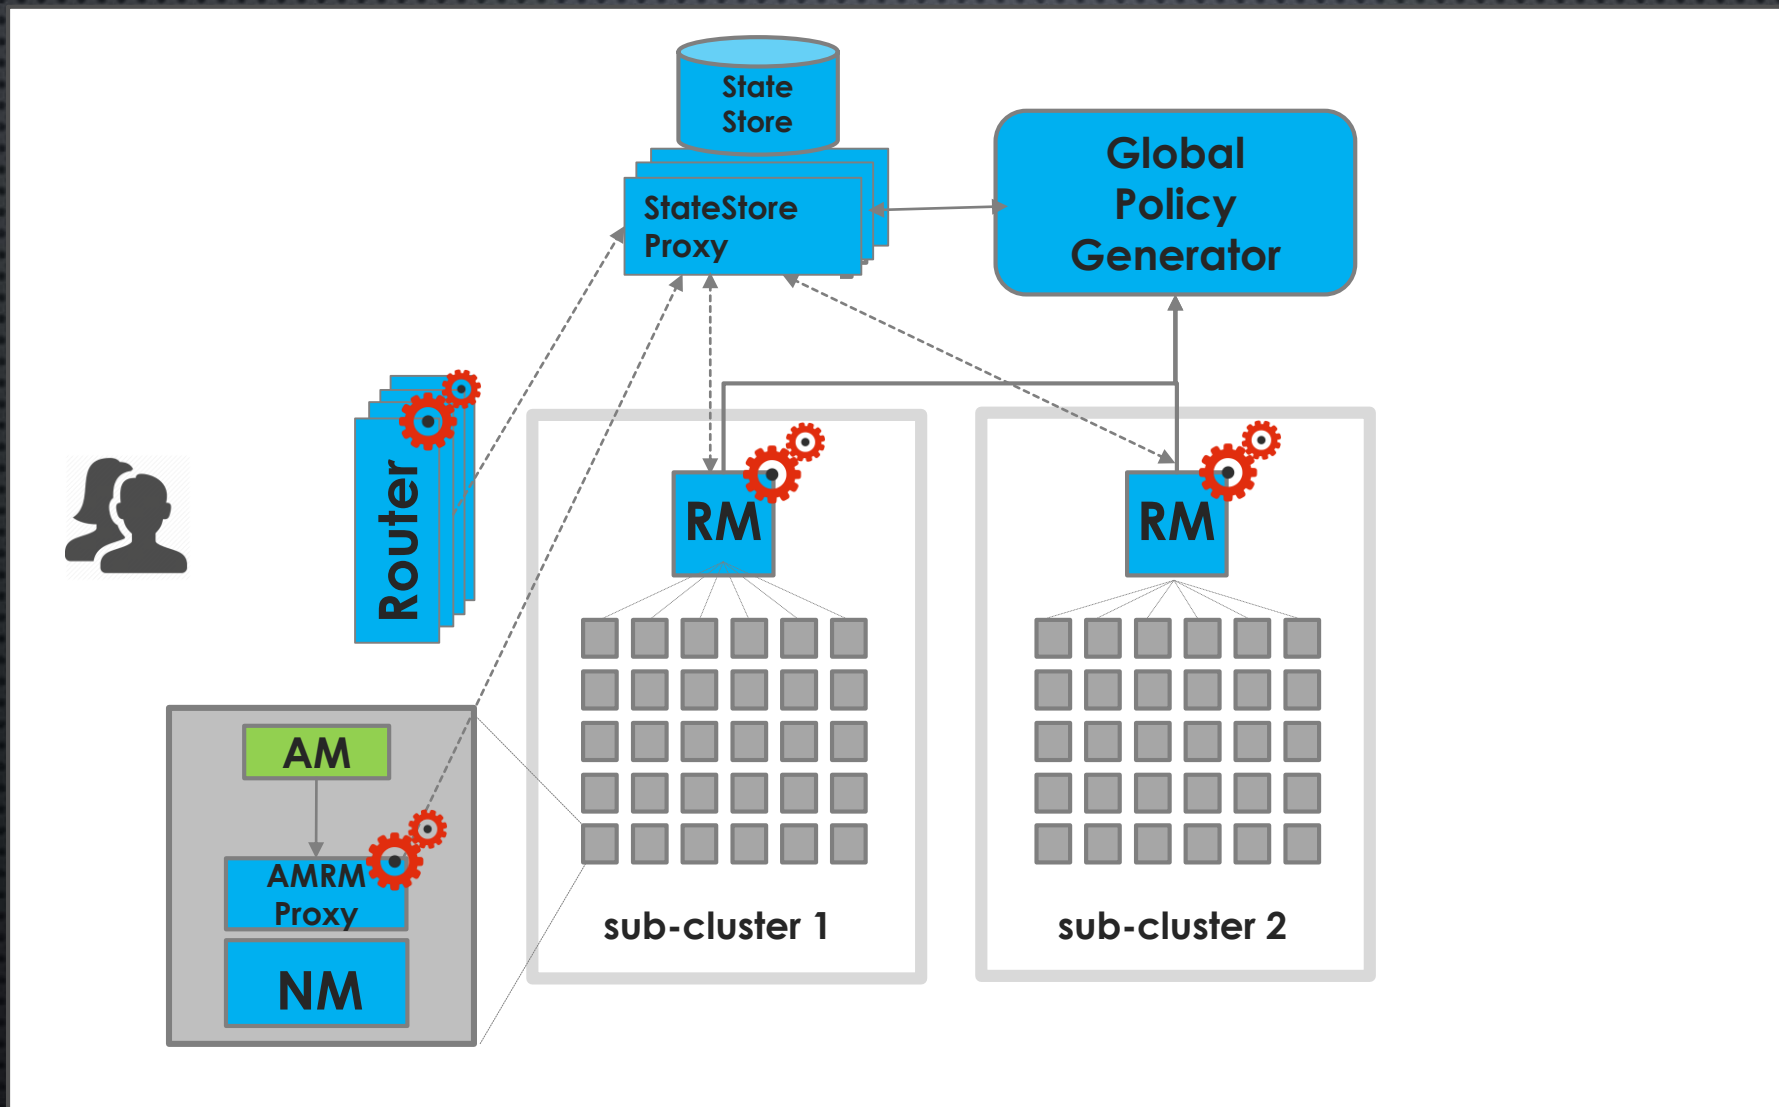 State
Store
StateStore
Proxy
Global
Policy
Generator
Router
RM
RM
AM
AMRM
Proxy
NM
sub-cluster 1
sub-cluster 2